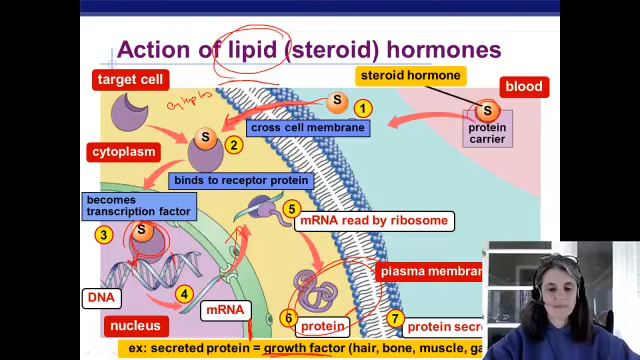 Action of lipid (steroid) hormones
target cell
steroid hormone
blood
S
1
S
cross cell membrane
protein
carrier
S
2
cytoplasm
binds to receptor protein
becomes
transcription factor
5
mRNA read by ribosome
S
3
plasma membran
4
DNA
mRNA
6
7
protein
protein secre
nucleus
ex: secreted protein = growth factor (hair, bone, muscle, ga